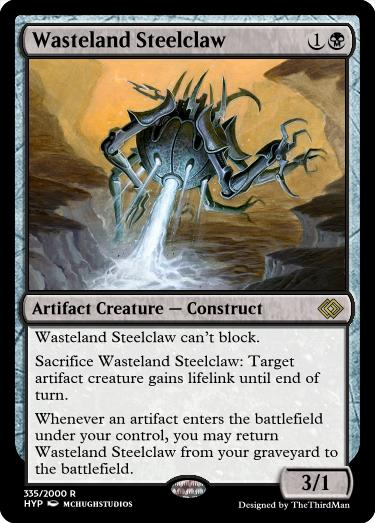 Wasteland Steelclaw 1
Artifact Creature — Construct
Wasteland Steelclaw can't block.
Sacrifice Wasteland Steelclaw: Target
artifact creature gains lifelink until end of
turn.
Whenever an artifact enters the battlefield
under your control, you may return
Wasteland Steelclaw from your graveyard to
the battlefield.
3/1
335/2000 R
HYP MCHUGHSTUDIOS
Designed by TheThirdMan